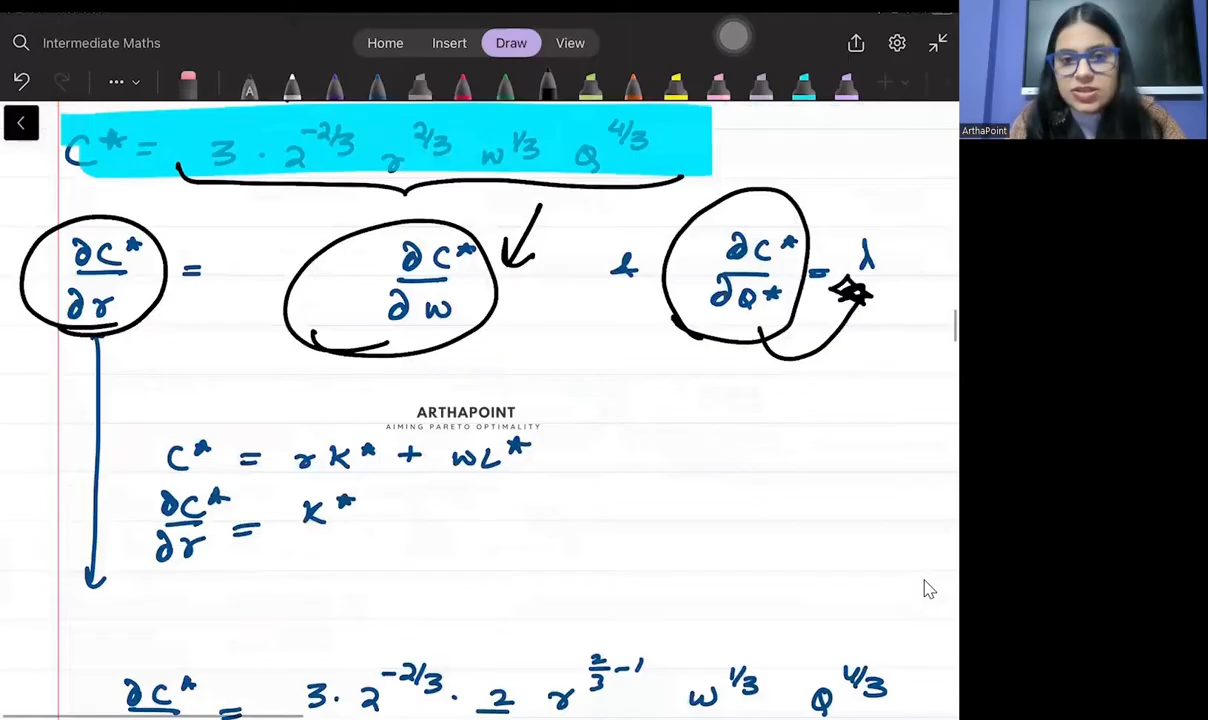 Intermediate Maths
Home Insert Draw View
C* = 3 · 2^{-2/3} r^{2/3} w^{1/3} Q^{4/3}
∂C*/∂r = ∂C*/∂w & ∂C*/∂Q* = λ
ARTHAPOINT
AIMING PARETO OPTIMALITY
C* = rK* + wL*
∂C*/∂r = K*
∂C* = 3 · 2^{-2/3} · 2 r^{2/3 - 1} w^{1/3} Q^{4/3}
ArthaPoint